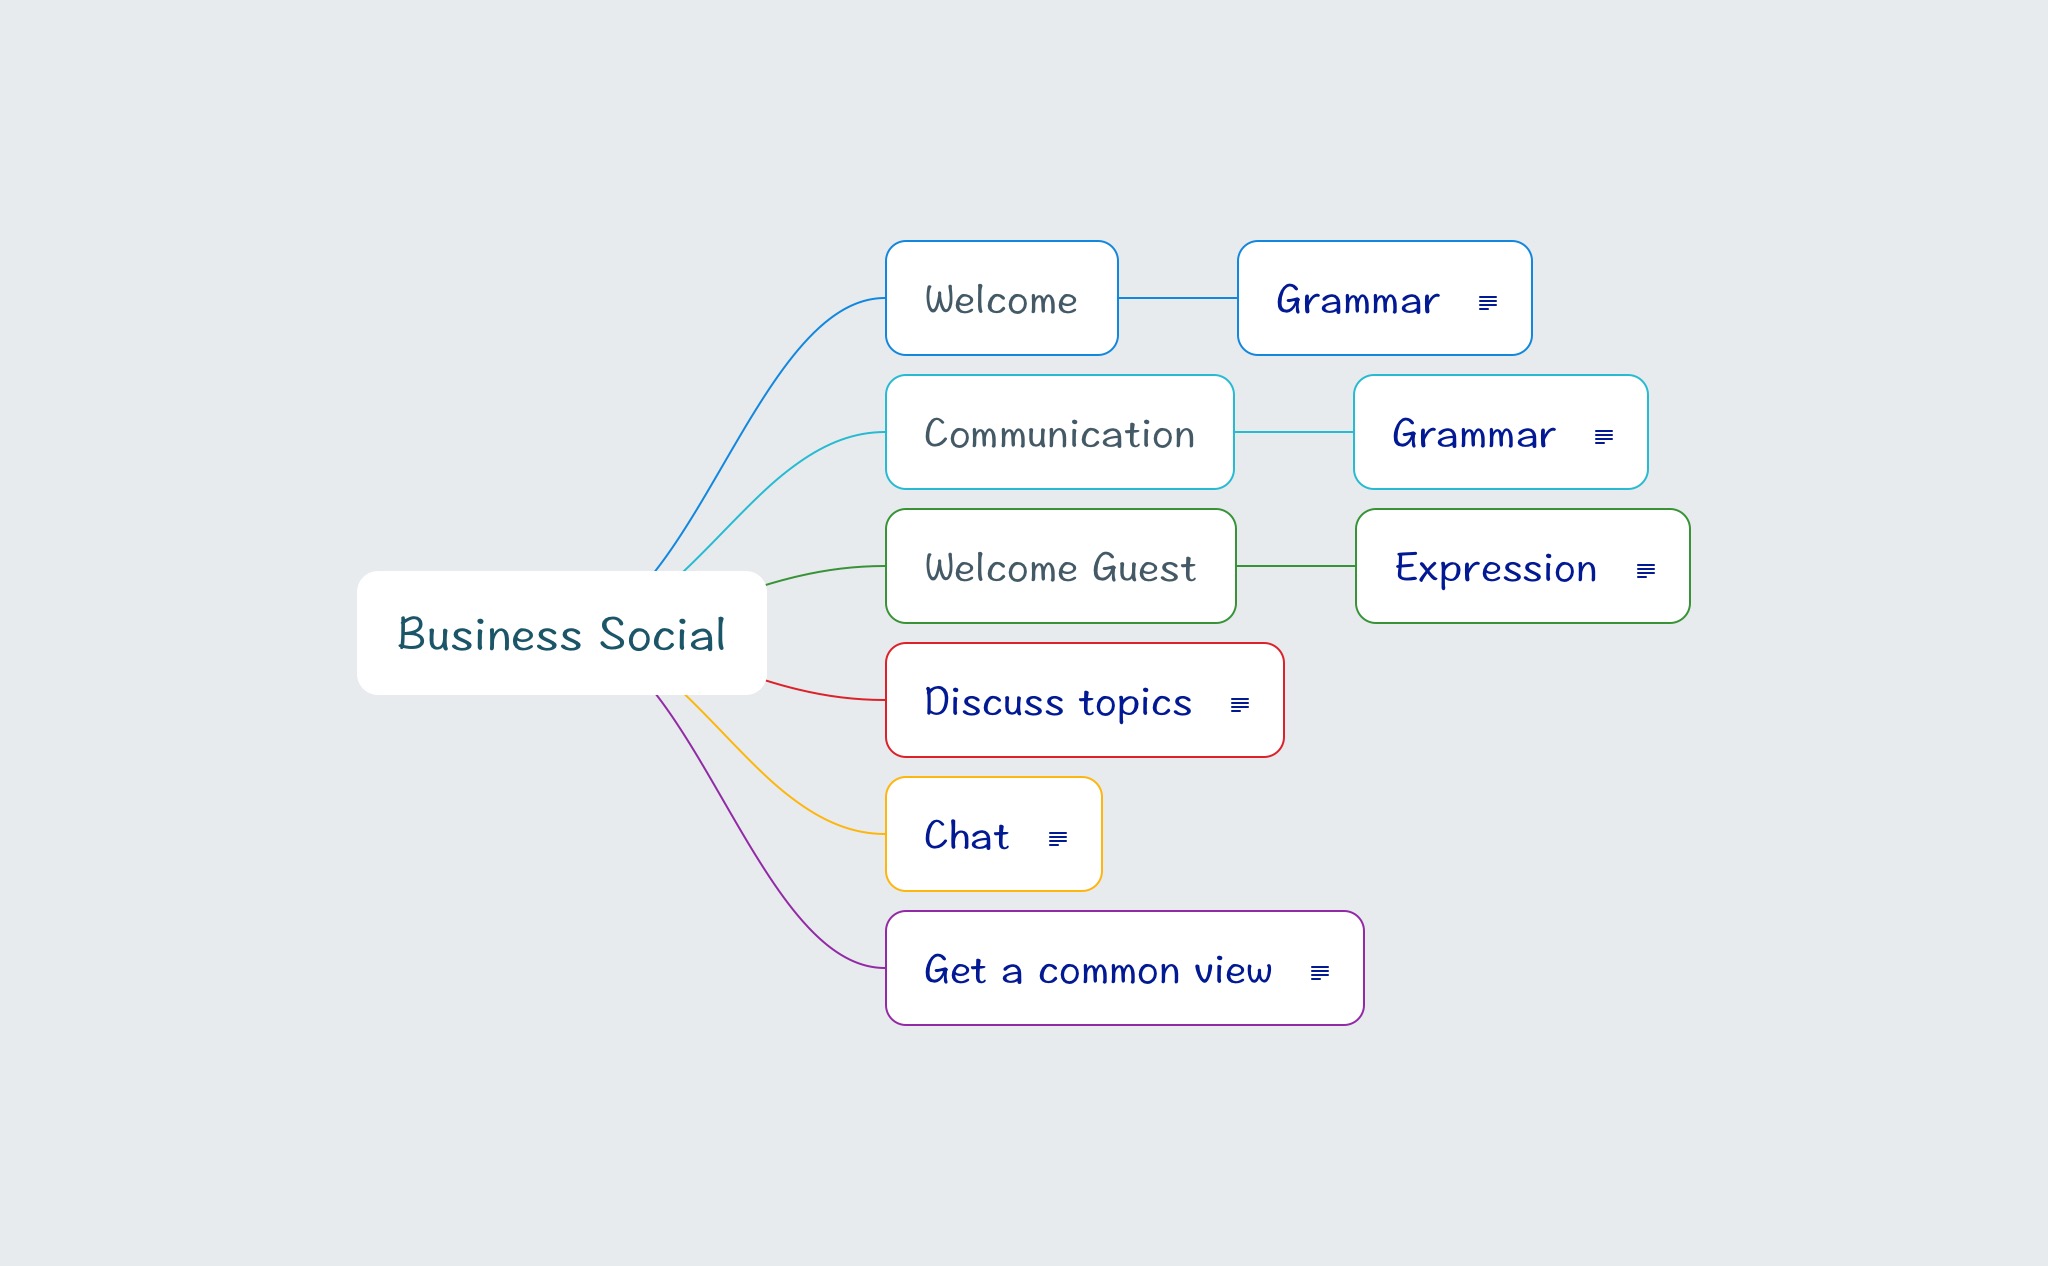 Business Social
Welcome
Grammar
Communication
Grammar
Welcome Guest
Expression
Discuss topics
Chat
Get a common view